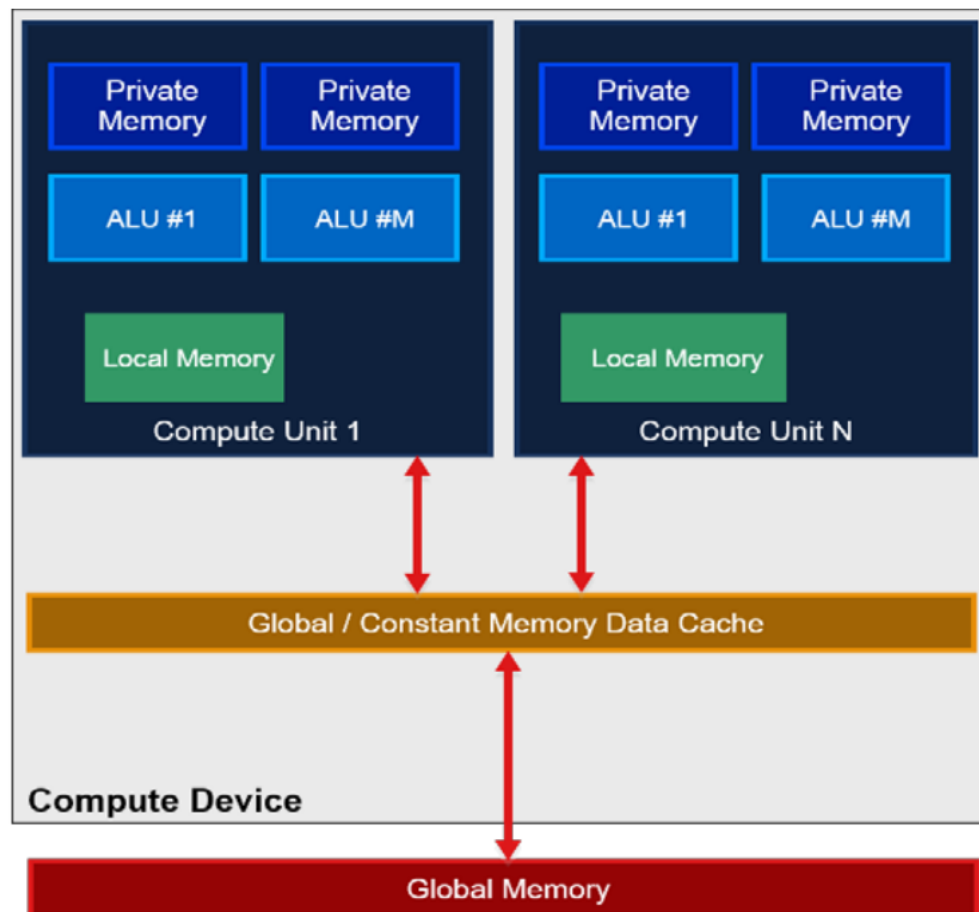 Private Memory
Private Memory
ALU #1
ALU #M
Local Memory
Compute Unit 1
Private Memory
Private Memory
ALU #1
ALU #M
Local Memory
Compute Unit N
Global / Constant Memory Data Cache
Compute Device
Global Memory